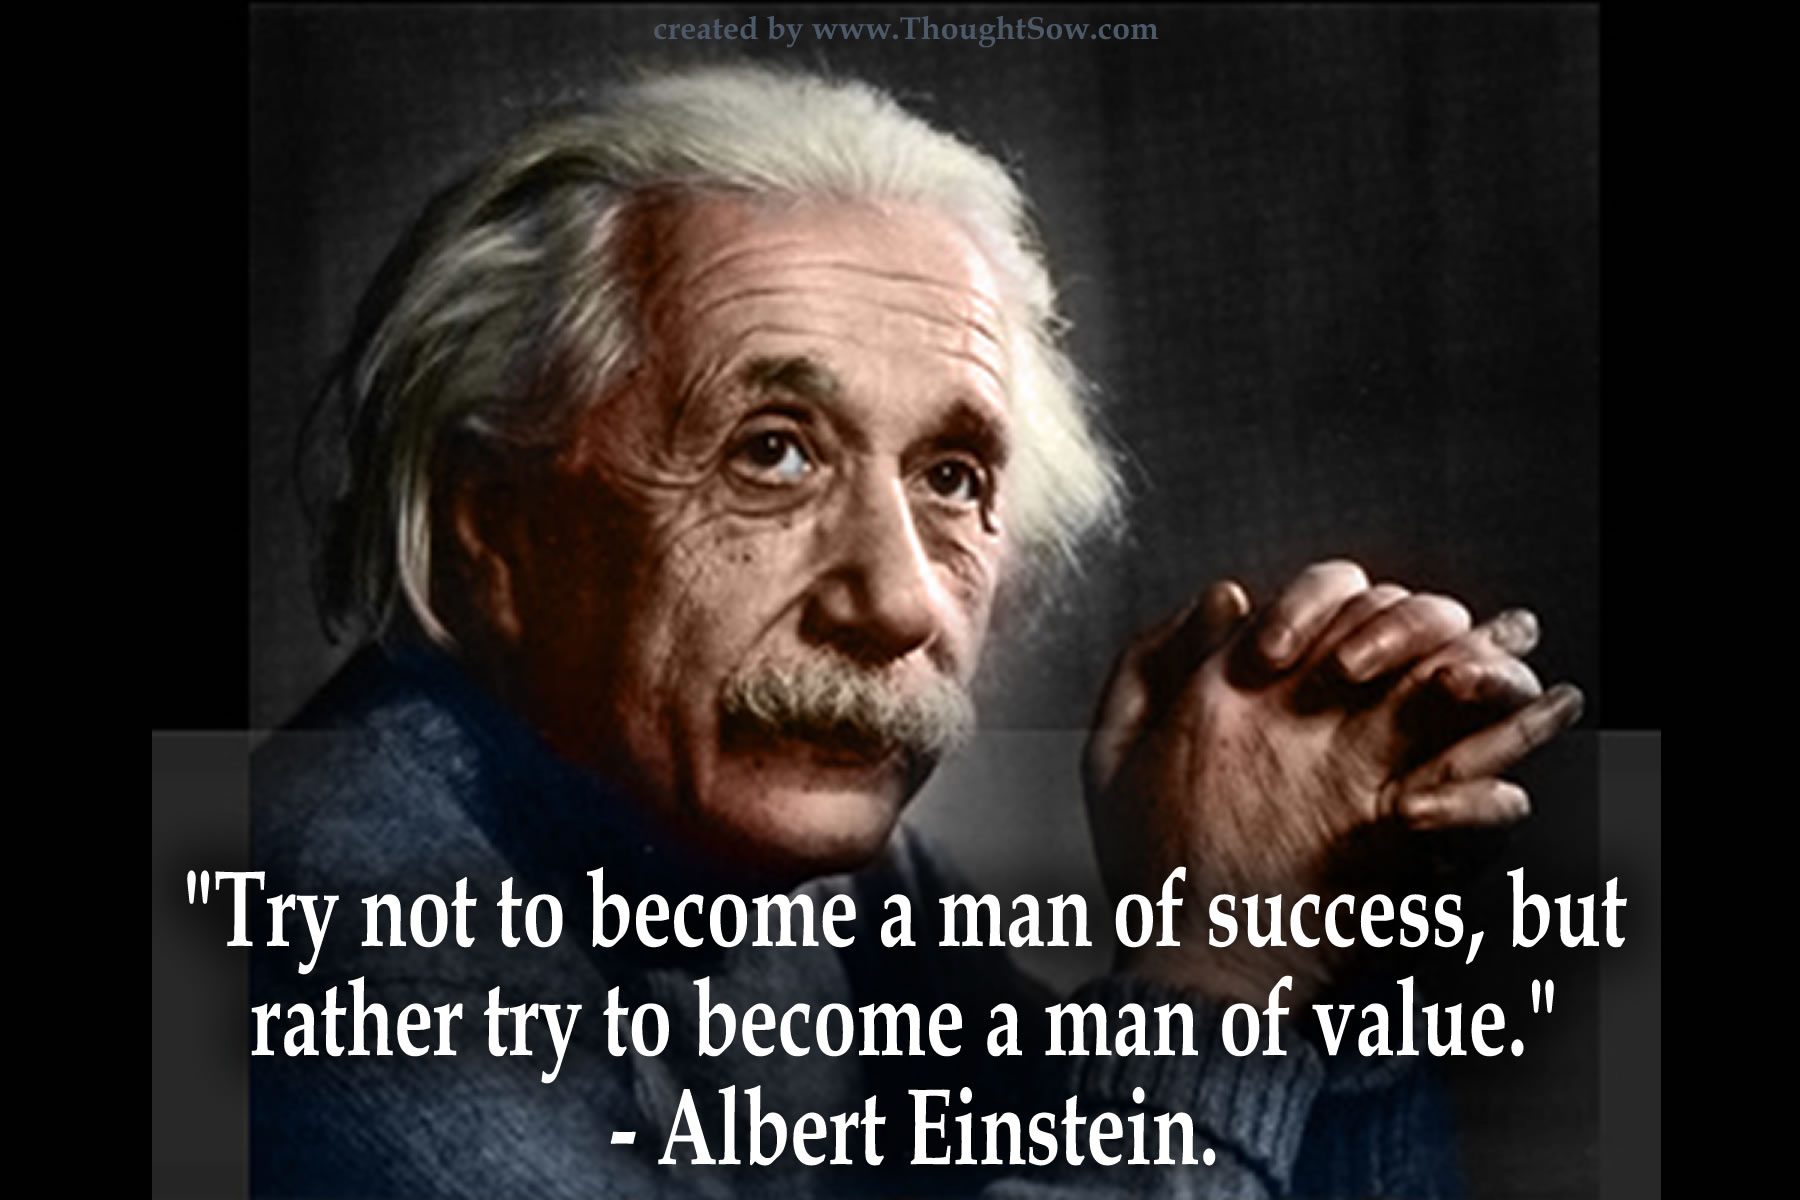 created by www.ThoughtSow.com
"Try not to become a man of success, but
rather try to become a man of value."
- Albert Einstein.